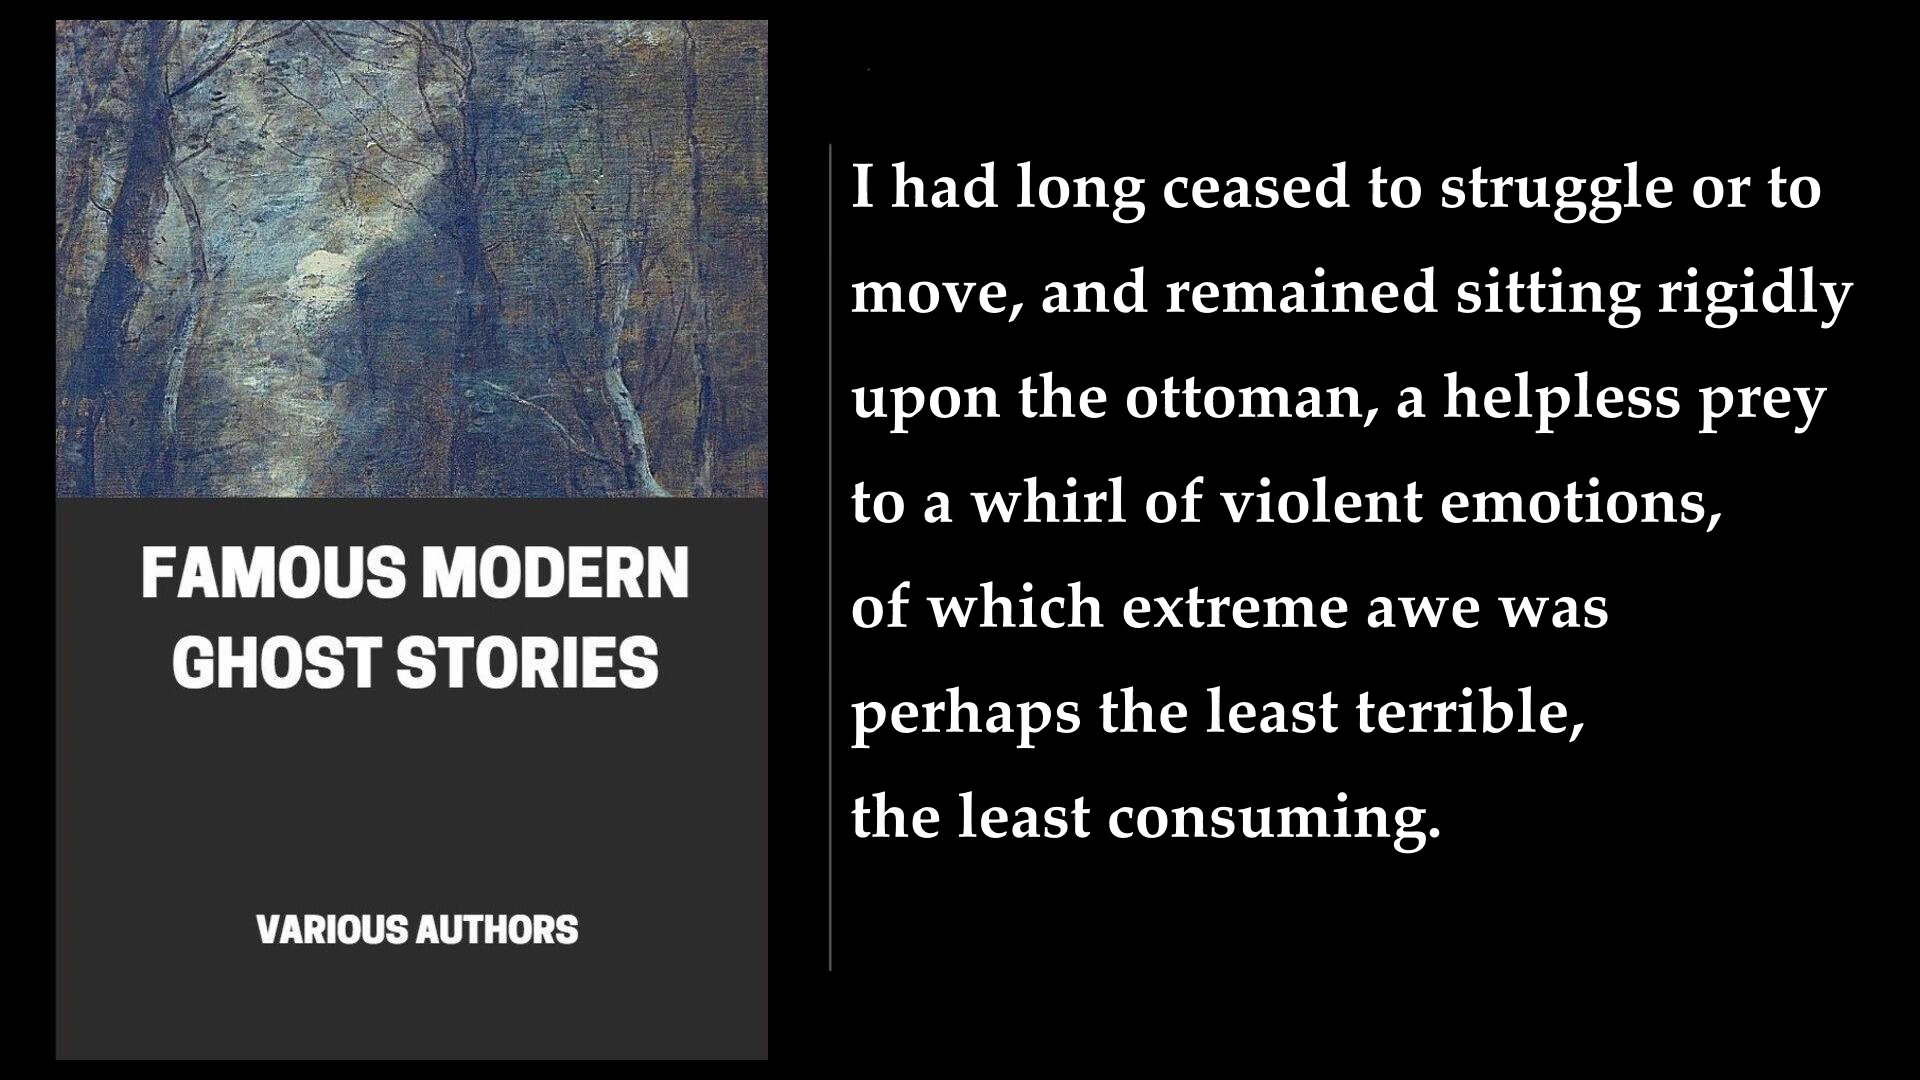 FAMOUS MODERN
GHOST STORIES
VARIOUS AUTHORS
I had long ceased to struggle or to
move, and remained sitting rigidly
upon the ottoman, a helpless prey
to a whirl of violent emotions,
of which extreme awe was
perhaps the least terrible,
the least consuming.